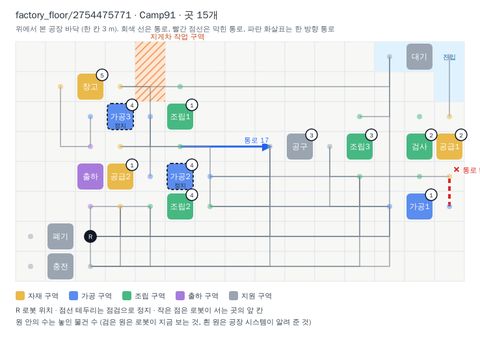 factory_floor/2754475771 • Camp91 • 곳 15개
위에서 본 공장 바닥 (한 칸 3 m). 회색 선은 통로, 빨간 점선은 막힌 통로, 파란 화살표는 한 방향 통로
지게차 작업 구역
대기
진입
창고
5
가공3
4
정지
조립1
1
통로 17
공구
3
조립3
3
검사
2
공급1
2
출하
공급2
1
가공2
4
정지
조립2
4
가공1
1
폐기
R
충전
자재 구역
가공 구역
조립 구역
출하 구역
지원 구역
R 로봇 위치 · 점선 테두리는 점검으로 정지 · 작은 점은 로봇이 서는 곳의 앞 칸
원 안의 수는 놓인 물건 수 (검은 원은 로봇이 지금 보는 것, 흰 원은 공장 시스템이 알려 준 것)